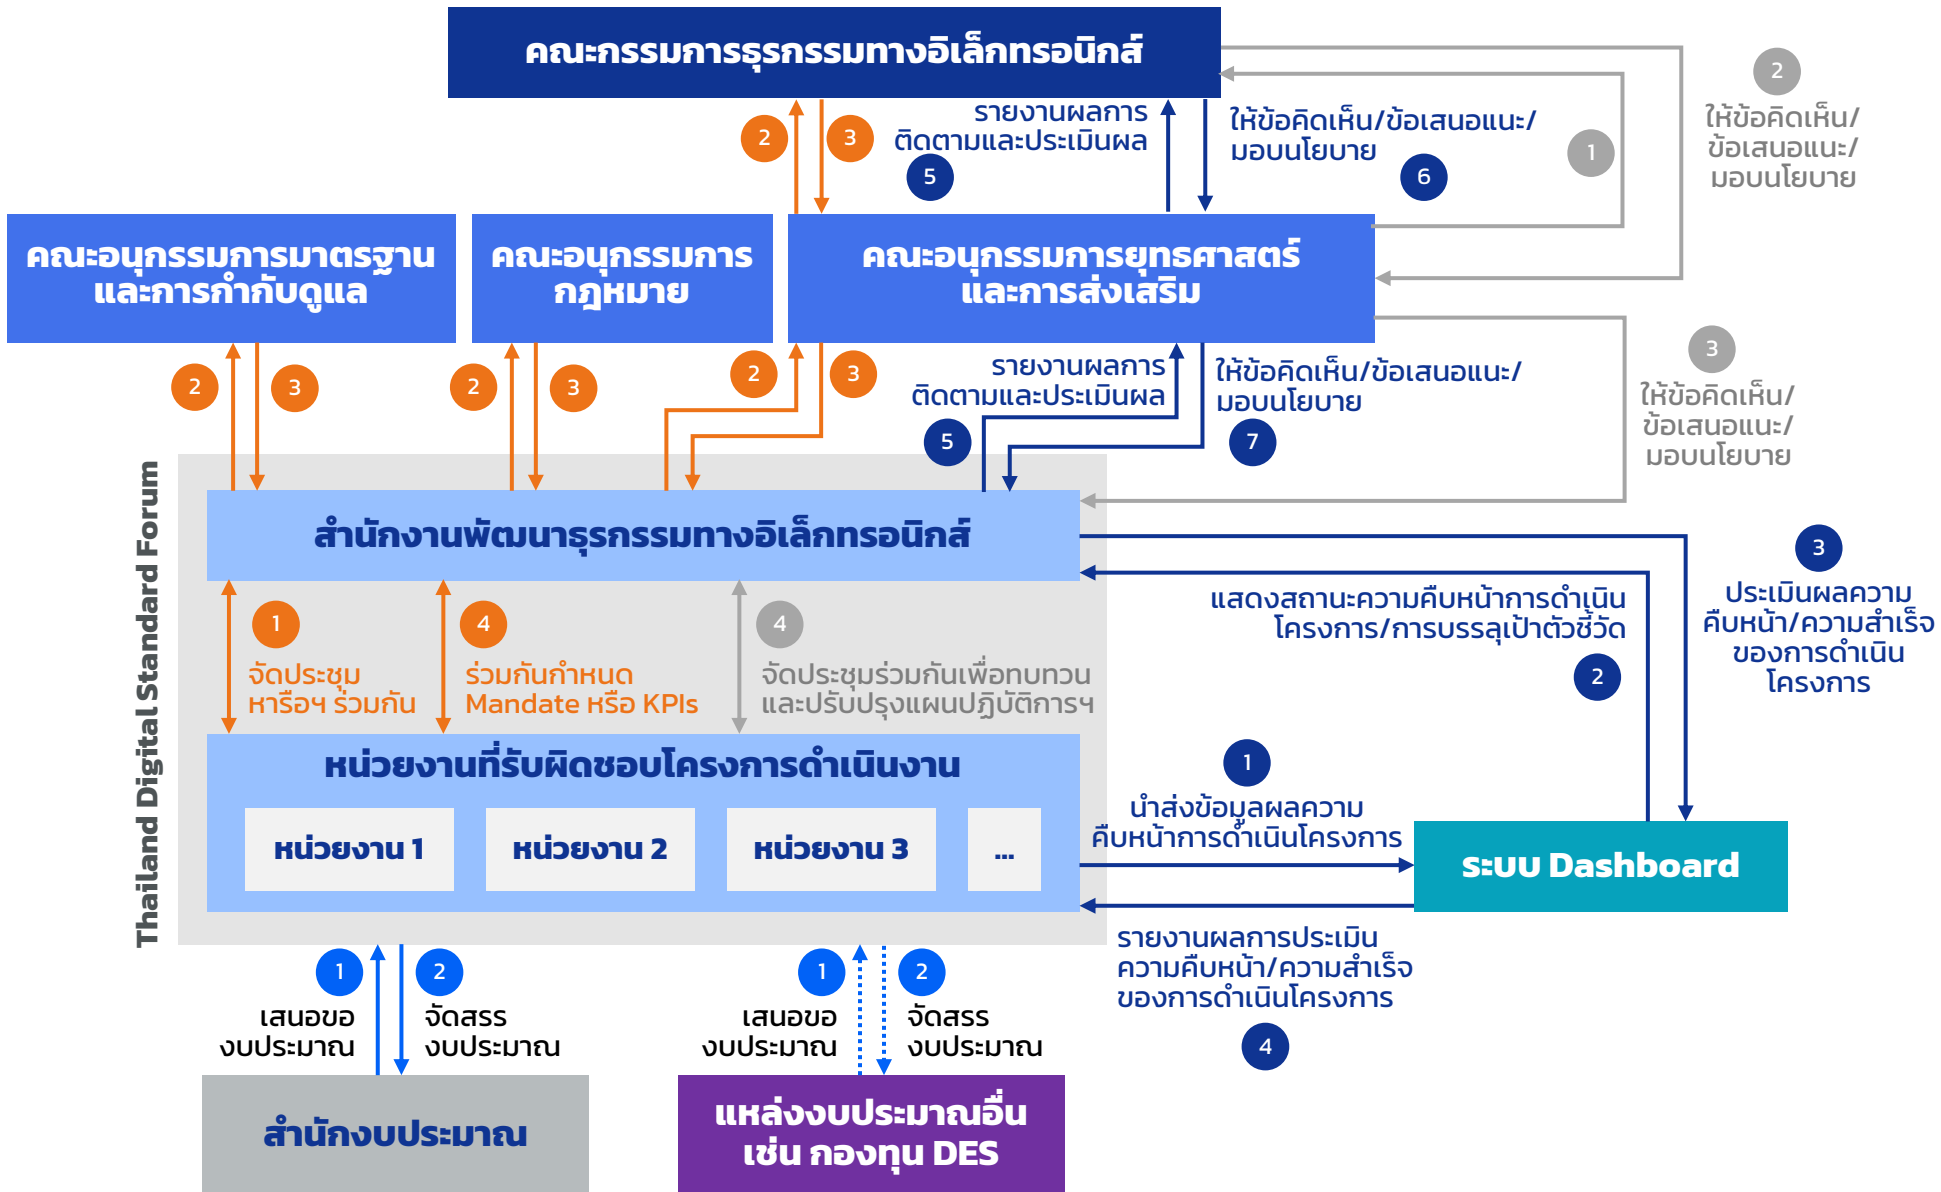 คณะกรรมการธุรกรรมทางอิเล็กทรอนิกส์
2
3
รายงานผลการ
ติดตามและประเมินผล
5
ให้ข้อคิดเห็น/ข้อเสนอแนะ/
มอบนโยบาย
6
1
2
ให้ข้อคิดเห็น/
ข้อเสนอแนะ/
มอบนโยบาย
คณะอนุกรรมการมาตรฐาน
และการกำกับดูแล
คณะอนุกรรมการ
กฎหมาย
คณะอนุกรรมการยุทธศาสตร์
และการส่งเสริม
2
3
2
3
2
3
รายงานผลการ
ติดตามและประเมินผล
5
ให้ข้อคิดเห็น/ข้อเสนอแนะ/
มอบนโยบาย
7
3
ให้ข้อคิดเห็น/
ข้อเสนอแนะ/
มอบนโยบาย
Thailand Digital Standard Forum
สำนักงานพัฒนาธุรกรรมทางอิเล็กทรอนิกส์
1
จัดประชุม
หารือฯ ร่วมกัน
4
ร่วมกันกำหนด
Mandate หรือ KPIs
4
จัดประชุมร่วมกันเพื่อทบทวน
และปรับปรุงแผนปฏิบัติการฯ
แสดงสถานะความคืบหน้าการดำเนิน
โครงการ/การบรรลุเป้าตัวชี้วัด
2
3
ประเมินผลความ
คืบหน้า/ความสำเร็จ
ของการดำเนิน
โครงการ
หน่วยงานที่รับผิดชอบโครงการดำเนินงาน
หน่วยงาน 1
หน่วยงาน 2
หน่วยงาน 3
...
1
นำส่งข้อมูลผลความ
คืบหน้าการดำเนินโครงการ
ระบบ Dashboard
รายงานผลการประเมิน
ความคืบหน้า/ความสำเร็จ
ของการดำเนินโครงการ
4
1
เสนอขอ
งบประมาณ
2
จัดสรร
งบประมาณ
1
เสนอขอ
งบประมาณ
2
จัดสรร
งบประมาณ
สำนักงบประมาณ
แหล่งงบประมาณอื่น
เช่น กองทุน DES